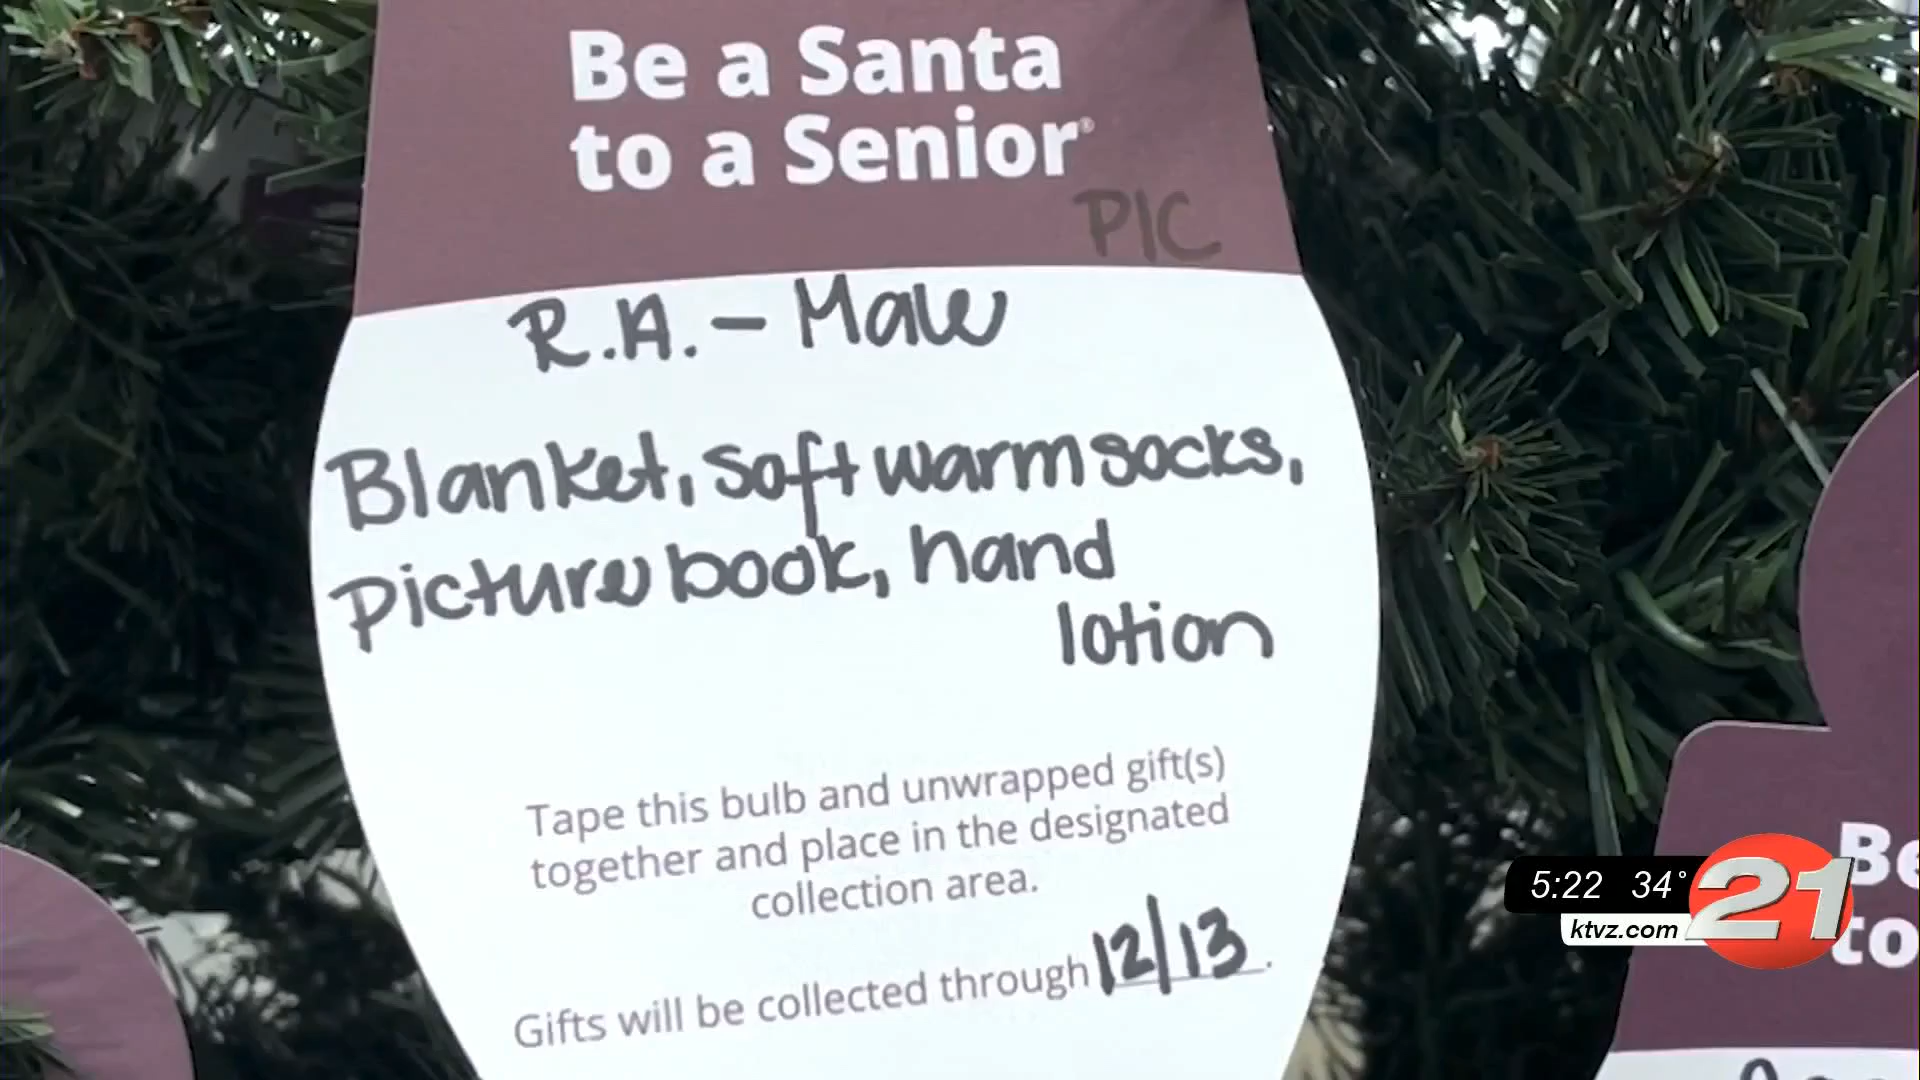 Be a Santa
to a Senior®
PIC
R.A. - Male
Blanket, soft warm socks,
picture book, hand
lotion
Tape this bulb and unwrapped gift(s)
together and place in the designated
collection area.
Gifts will be collected through 12/13.
5:22 34° 21
ktvz.com
Be
to